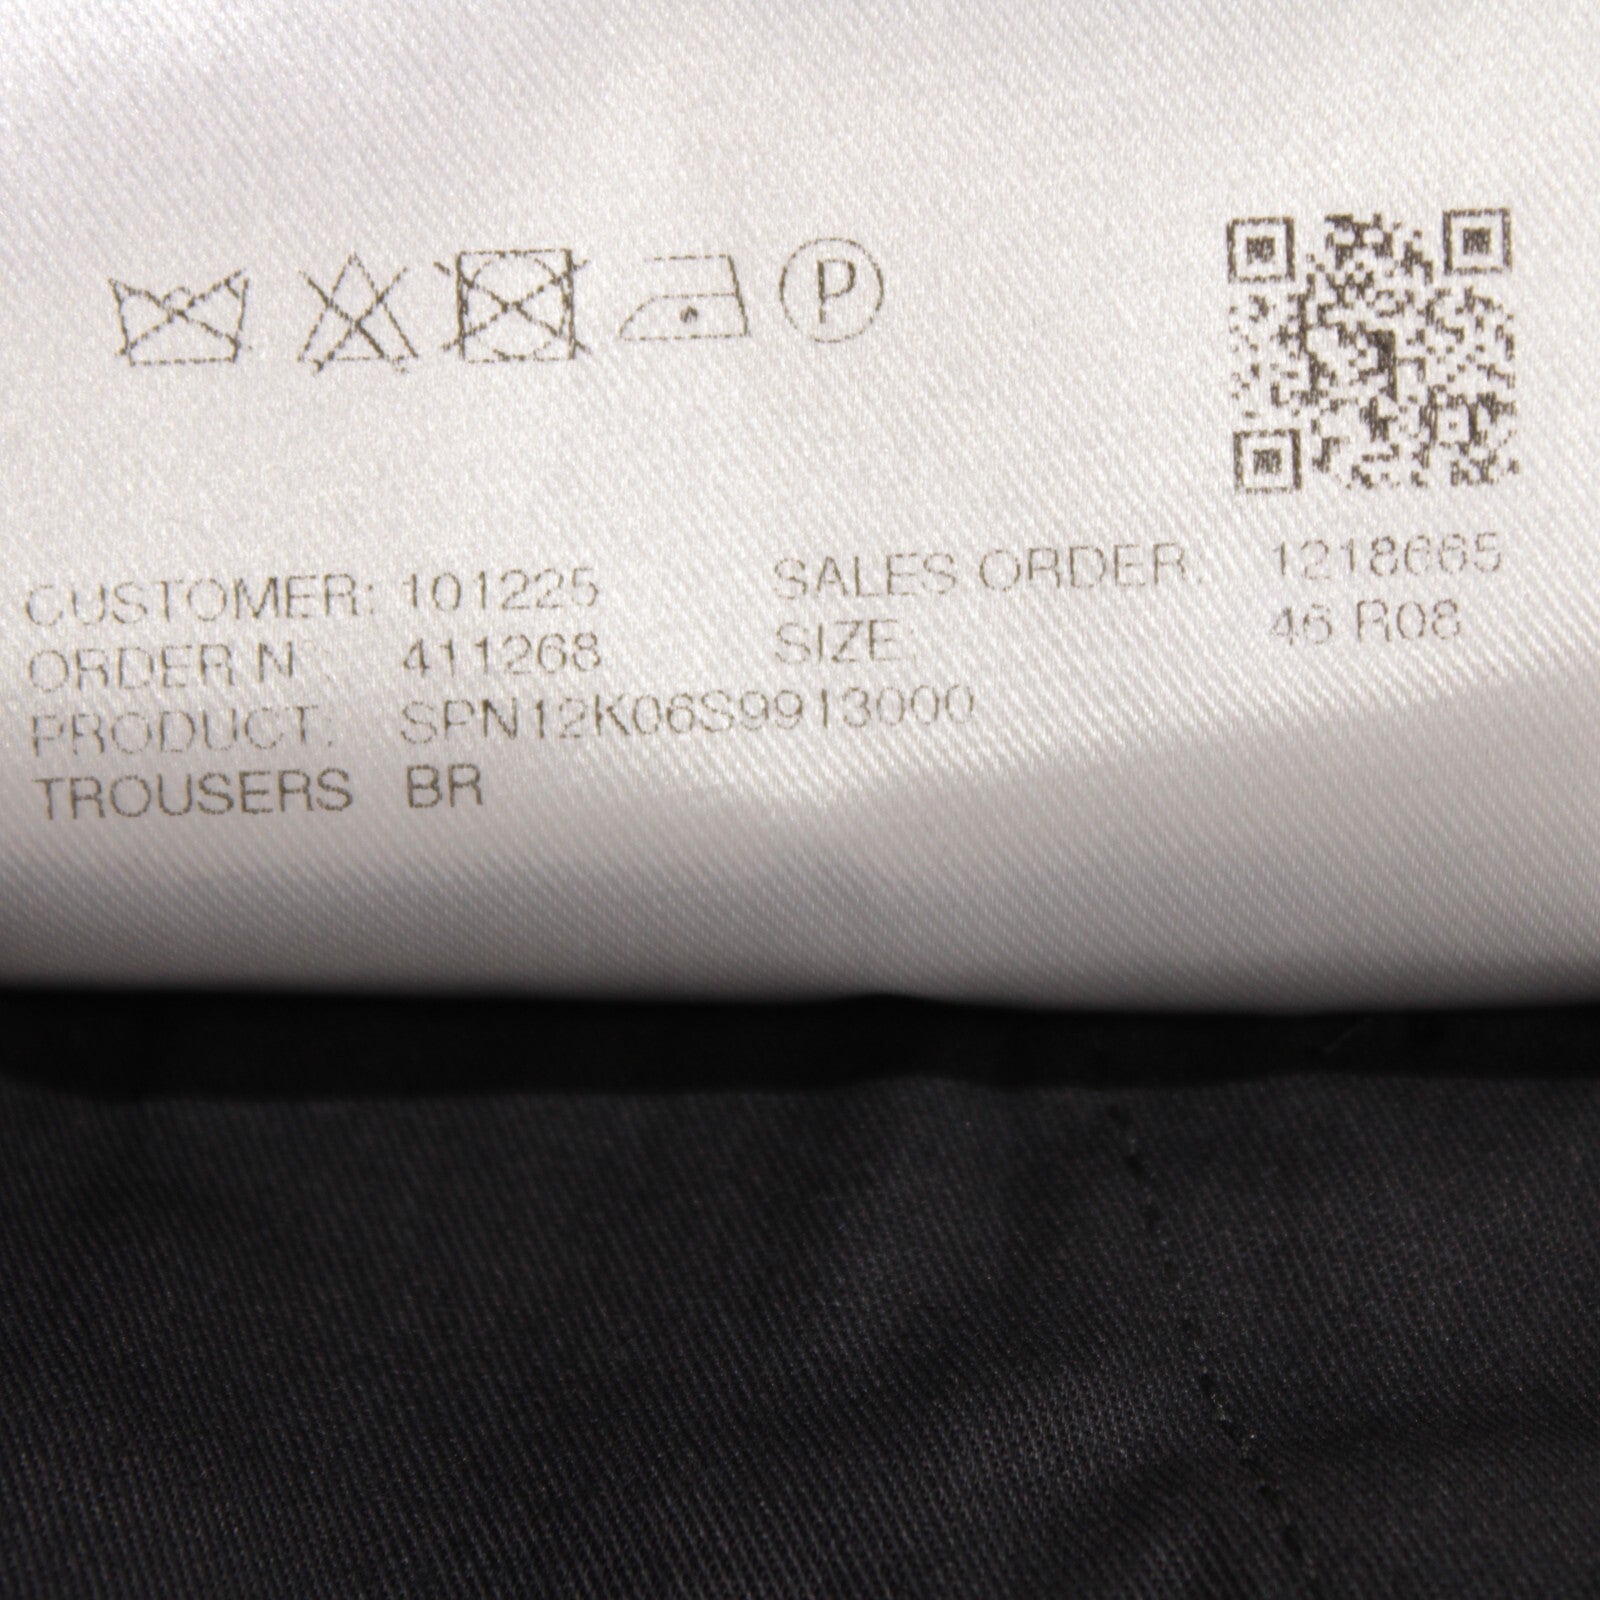 P
CUSTOMER: 101225 SALES ORDER: 1218665
ORDER N° 411268 SIZE: 46 R08
PRODUCT: SPN12K06S9913000
TROUSERS BR